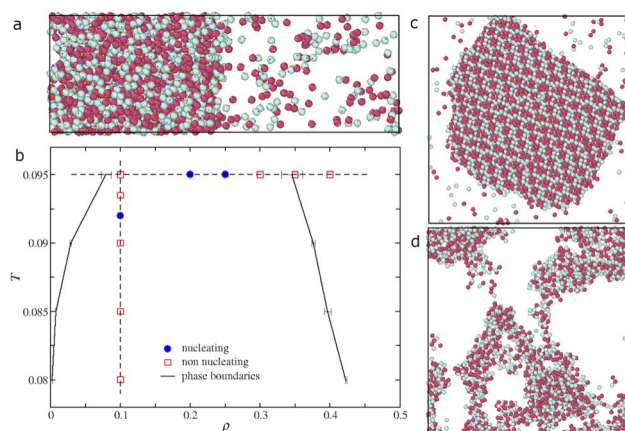 a
c
b
0.095
0.09
0.085
0.08
T
nucleating
non nucleating
phase boundaries
0
0.1
0.2
0.3
0.4
0.5
ρ
d